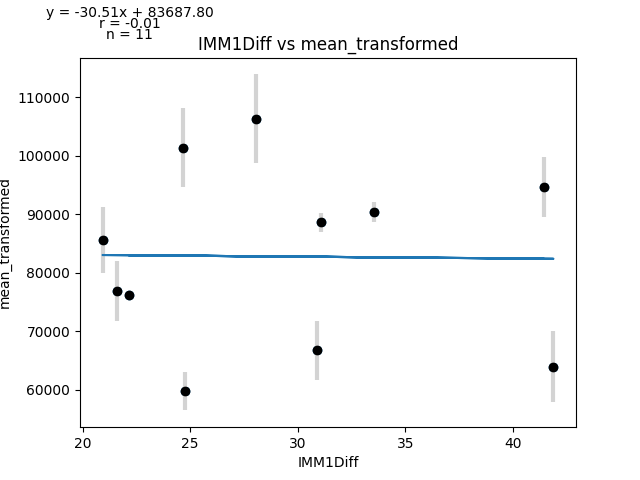 y = -30.51x + 83687.80
r = -0.01
n = 11
IMM1Diff vs mean_transformed
mean_transformed
110000
100000
90000
80000
70000
60000
20
25
30
35
40
IMM1Diff